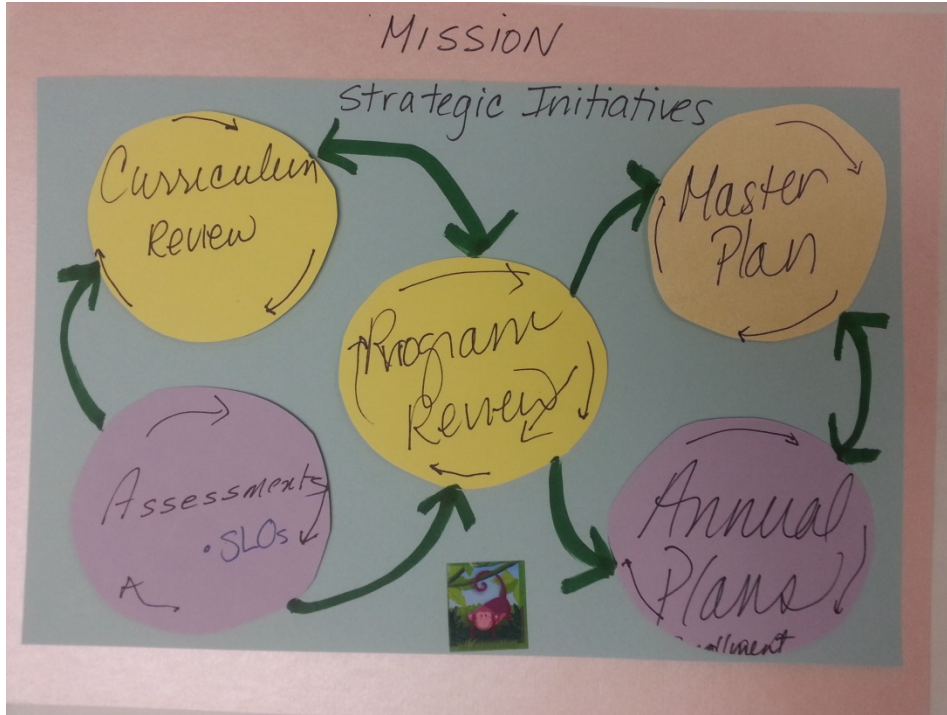 MISSION
Strategic Initiatives
Curriculum
Review
Master
Plan
Program
Review
Assessments
• SLOs
Annual
Plans